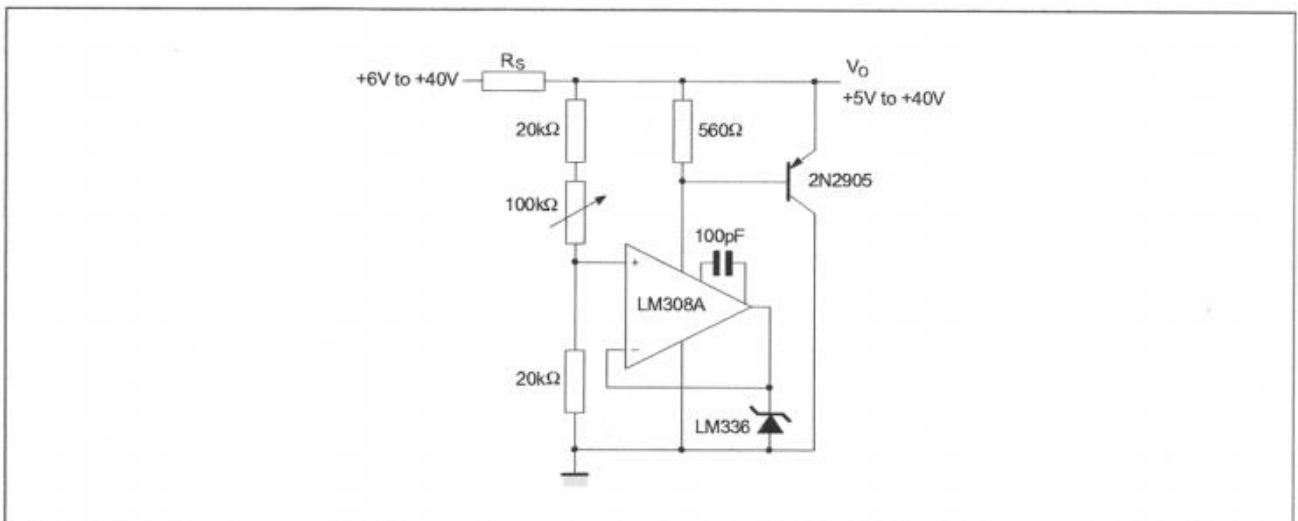 R_S
+6V to +40V
V_O
+5V to +40V
20kΩ
560Ω
2N2905
100kΩ
100pF
+
LM308A
−
20kΩ
LM336